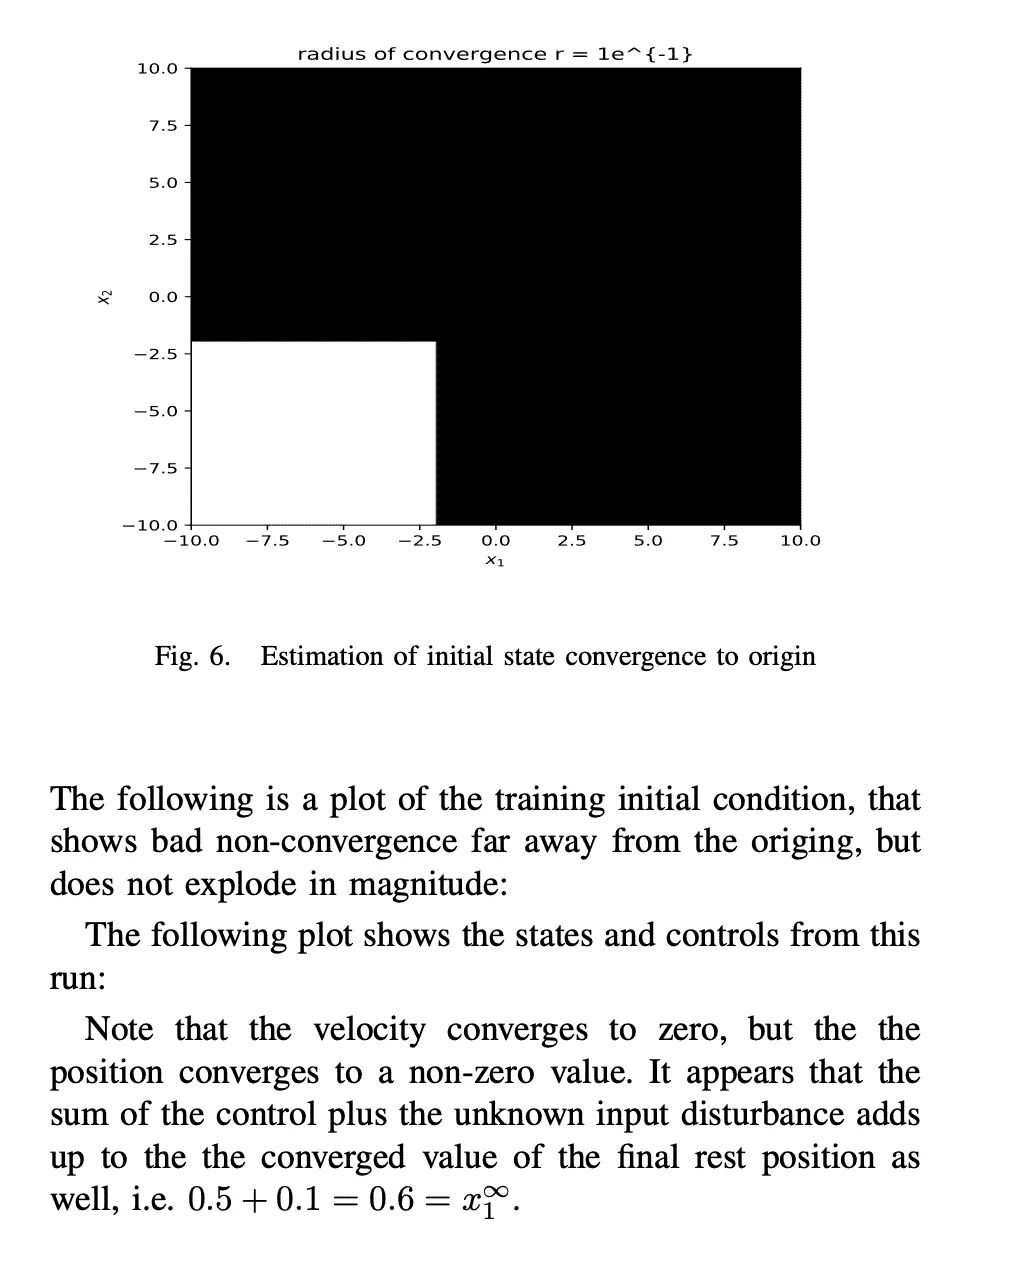 radius of convergence r = 1e^{-1}
10.0
7.5
5.0
2.5
0.0
−2.5
−5.0
−7.5
−10.0
x₂
−10.0 −7.5 −5.0 −2.5 0.0 2.5 5.0 7.5 10.0
x₁
Fig. 6. Estimation of initial state convergence to origin
The following is a plot of the training initial condition, that
shows bad non-convergence far away from the origing, but
does not explode in magnitude:
The following plot shows the states and controls from this
run:
Note that the velocity converges to zero, but the the
position converges to a non-zero value. It appears that the
sum of the control plus the unknown input disturbance adds
up to the the converged value of the final rest position as
well, i.e. 0.5 + 0.1 = 0.6 = x₁^∞.